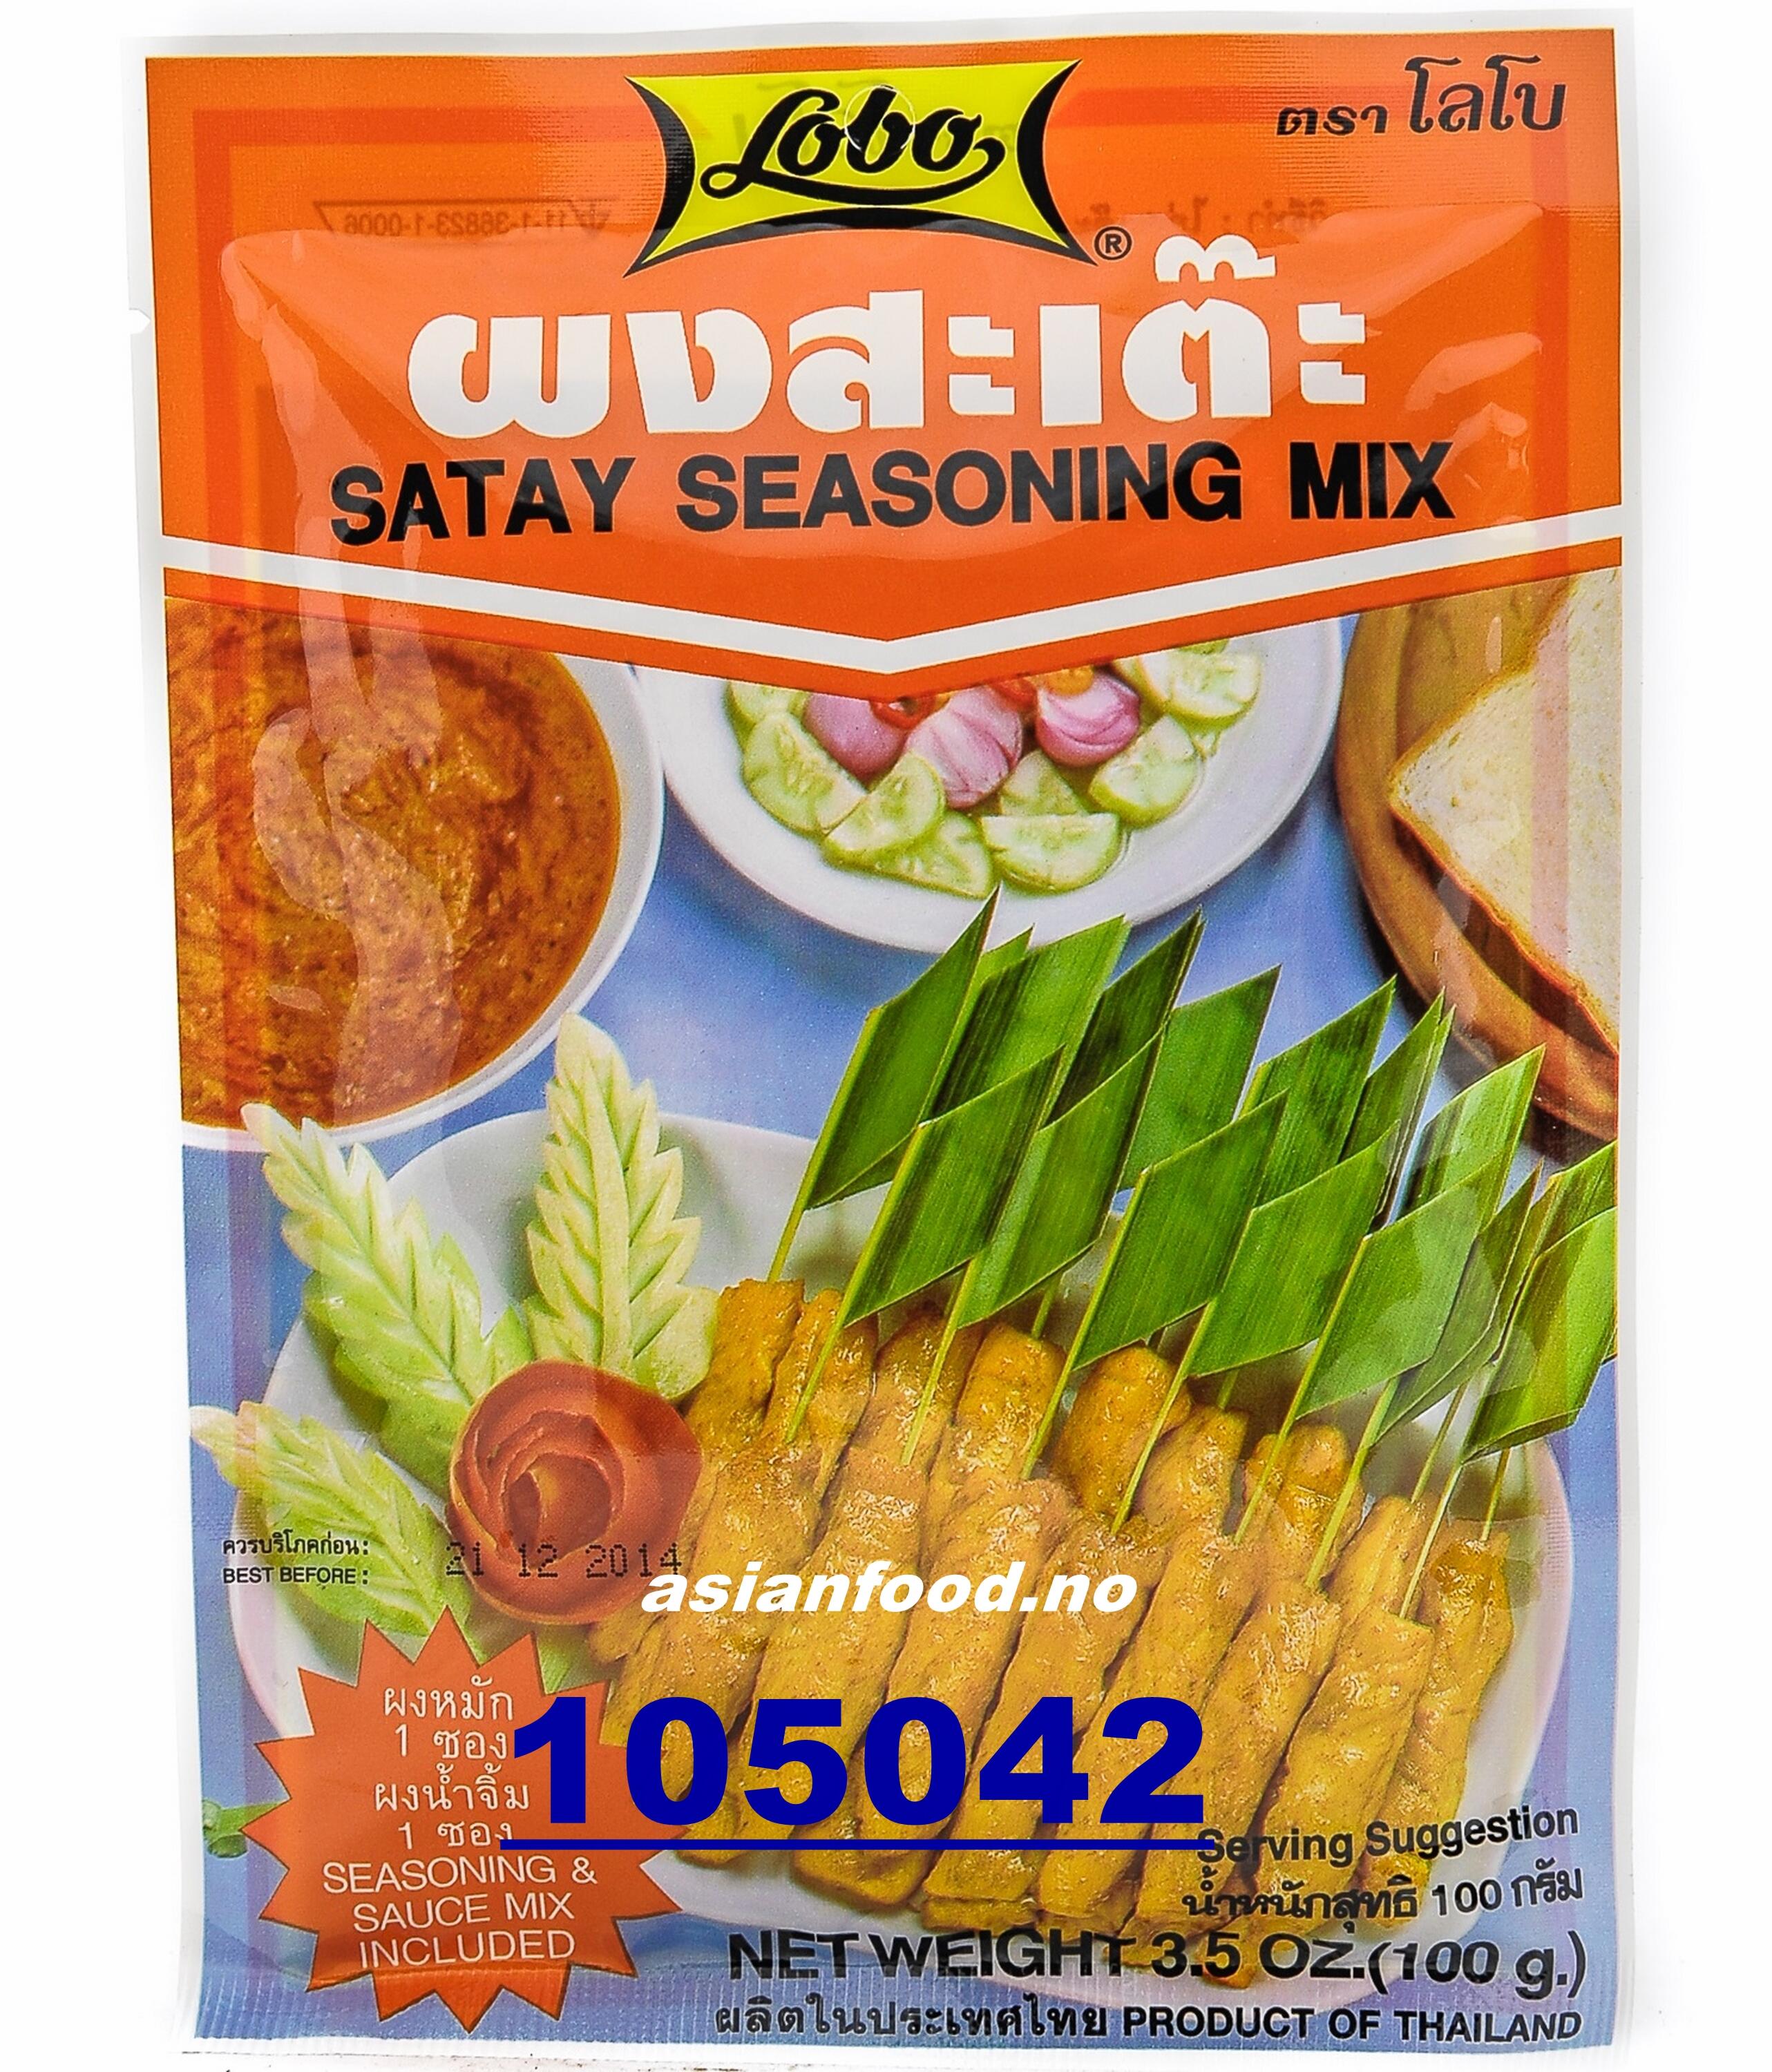 Lobo
®
ตรา โลโบ
ผงสะเต๊ะ
SATAY SEASONING MIX
ควรบริโภคก่อน:
BEST BEFORE: 21 12 2014
asianfood.no
105042
ผงหมัก
1 ซอง
ผงน้ำจิ้ม
1 ซอง
SEASONING &
SAUCE MIX
INCLUDED
Serving Suggestion
น้ำหนักสุทธิ 100 กรัม
NET WEIGHT 3.5 OZ.(100 g.)
ผลิตในประเทศไทย PRODUCT OF THAILAND